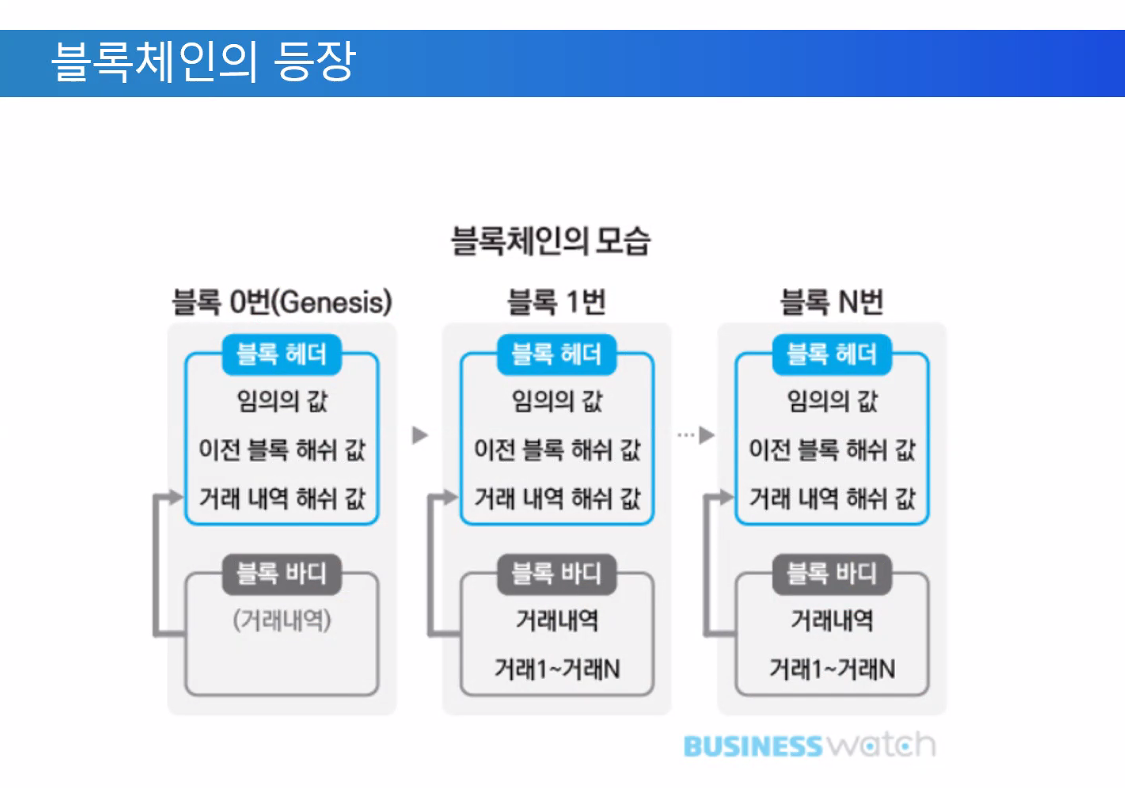 블록체인의 등장
블록체인의 모습
블록 0번(Genesis)
블록 헤더
임의의 값
이전 블록 해쉬 값
거래 내역 해쉬 값
블록 바디
(거래내역)
블록 1번
블록 헤더
임의의 값
이전 블록 해쉬 값
거래 내역 해쉬 값
블록 바디
거래내역
거래1~거래N
...
블록 N번
블록 헤더
임의의 값
이전 블록 해쉬 값
거래 내역 해쉬 값
블록 바디
거래내역
거래1~거래N
BUSINESSwatch